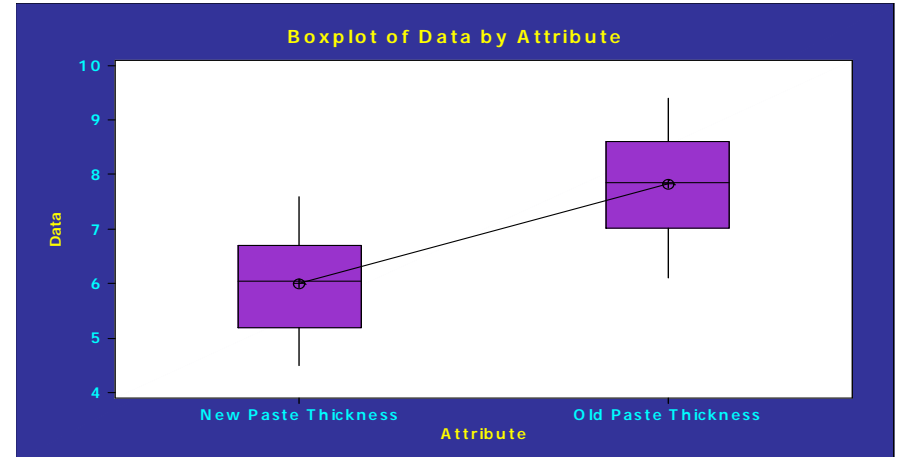 Boxplot of Data by Attribute
10
9
8
7
6
5
4
Data
New Paste Thickness Old Paste Thickness
Attribute